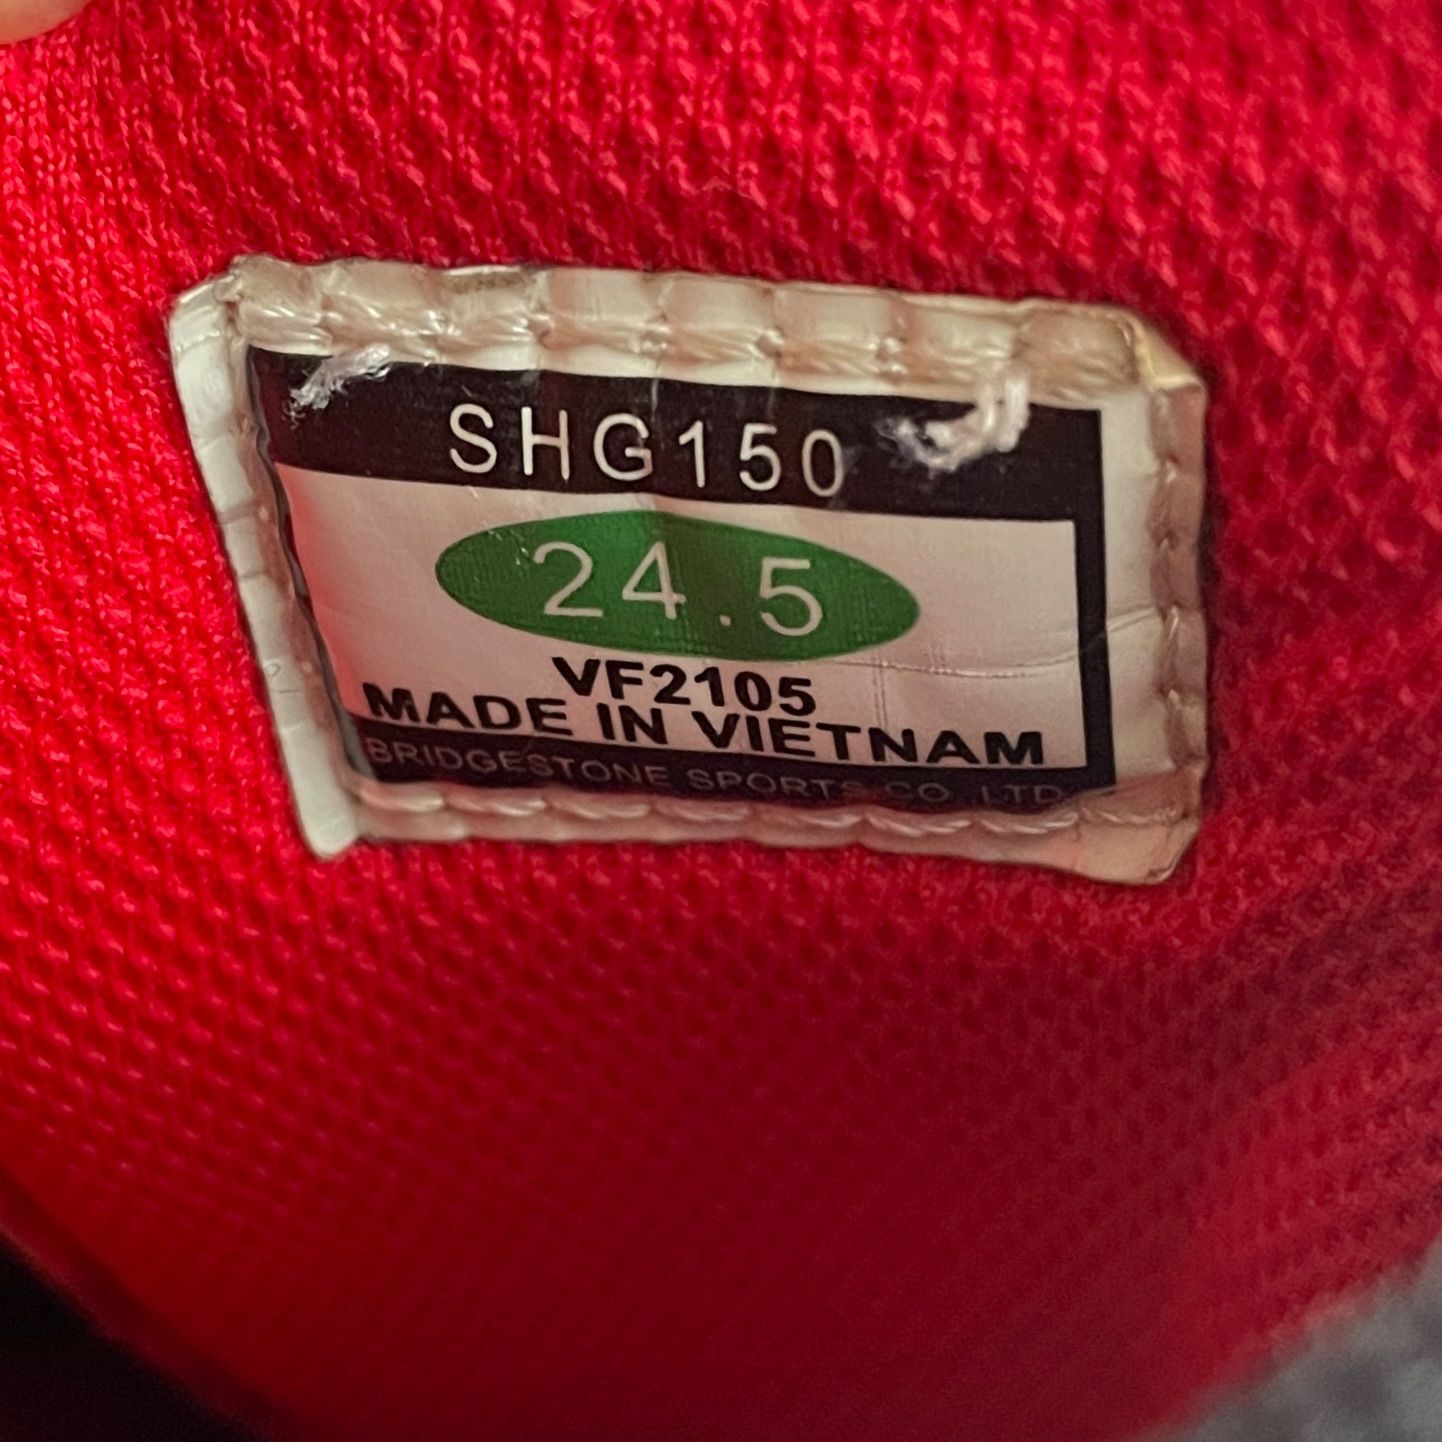 SHG150
24.5
VF2105
MADE IN VIETNAM
BRIDGESTONE SPORTS CO .LTD